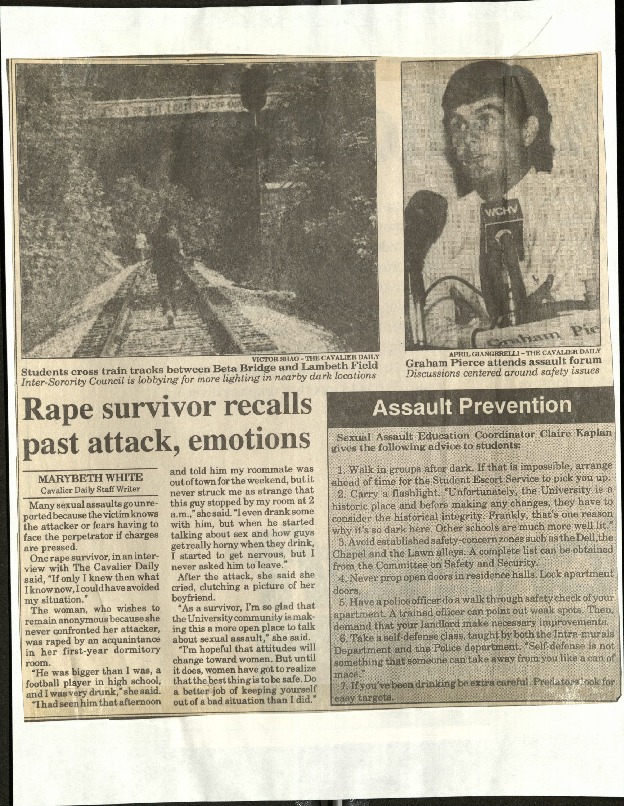 WCHV
Graham Pie
VICTOR SHAO – THE CAVALIER DAILY
Students cross train tracks between Beta Bridge and Lambeth Field
Inter-Sorority Council is lobbying for more lighting in nearby dark locations
APRIL GIANGRRELLI – THE CAVALIER DAILY
Graham Pierce attends assault forum
Discussions centered around safety issues
Rape survivor recalls
past attack, emotions
MARYBETH WHITE
Cavalier Daily Staff Writer
Many sexual assaults go unre-
ported because the victim knows
the attacker or fears having to
face the perpetrator if charges
are pressed.
One rape survivor, in an inter-
view with The Cavalier Daily
said, "If only I knew then what
I know now, I could have avoided
my situation."
The woman, who wishes to
remain anonymous because she
never confronted her attacker,
was raped by an acquaintance
in her first-year dormitory
room.
"He was bigger than I was, a
football player in high school,
and I was very drunk," she said.
"I had seen him that afternoon
and told him my roommate was
out of town for the weekend, but it
never struck me as strange that
this guy stopped by my room at 2
a.m.," she said. "I even drank some
with him, but when he started
talking about sex and how guys
get really horny when they drink,
I started to get nervous, but I
never asked him to leave."
After the attack, she said she
cried, clutching a picture of her
boyfriend.
"As a survivor, I'm so glad that
the University community is mak-
ing this a more open place to talk
about sexual assault," she said.
"I'm hopeful that attitudes will
change toward women. But until
it does, women have got to realize
that the best thing is to be safe. Do
a better job of keeping yourself
out of a bad situation than I did."
Assault Prevention
Sexual Assault Education Coordinator Claire Kaplan
gives the following advice to students:
1. Walk in groups after dark. If that is impossible, arrange
ahead of time for the Student Escort Service to pick you up.
2. Carry a flashlight. "Unfortunately, the University is a
historic place and before making any changes, they have to
consider the historical integrity. Frankly, that's one reason
why it's so dark here. Other schools are much more well lit."
3. Avoid established safety-concern zones such as the Dell, the
Chapel and the Lawn alleys. A complete list can be obtained
from the Committee on Safety and Security.
4. Never prop open doors in residence halls. Lock apartment
doors.
5. Have a police officer do a walk through safety check of your
apartment. A trained officer can point out weak spots. Then,
demand that your landlord make necessary improvements.
6. Take a self-defense class, taught by both the Intra-murals
Department and the Police department. "Self-defense is not
something that someone can take away from you like a can of
mace."
7. If you've been drinking be extra careful. Predators look for
easy targets.